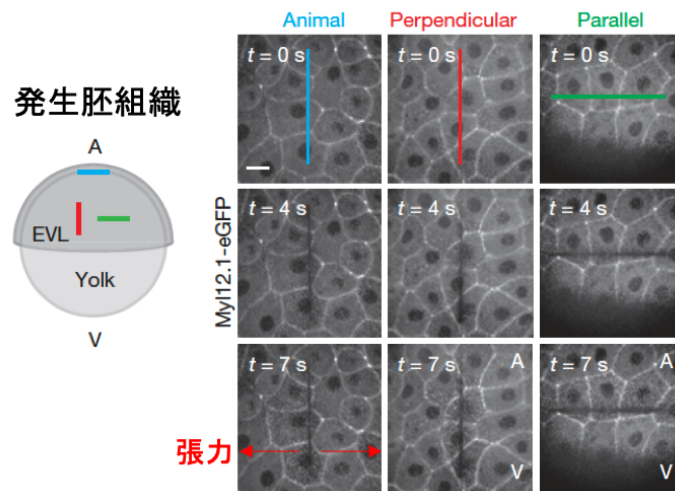 Animal Perpendicular Parallel
t = 0 s t = 0 s t = 0 s
発生胚組織
A
EVL
Yolk
V
Myl12.1-eGFP
t = 4 s t = 4 s t = 4 s
t = 7 s t = 7 s A t = 7 s A
張力
V V